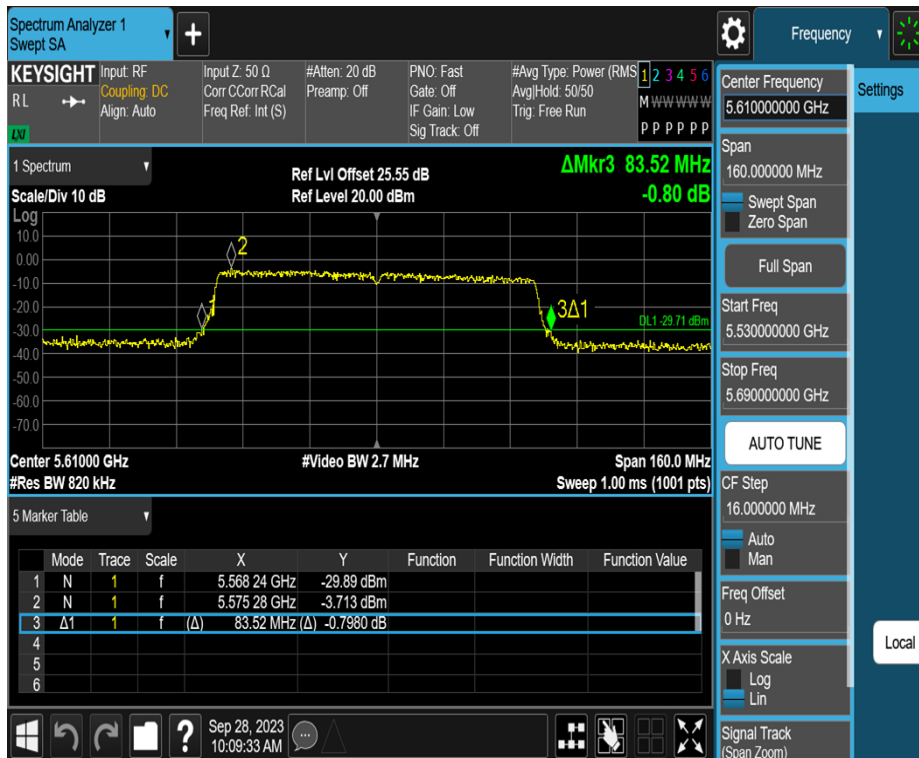 Spectrum Analyzer 1
Swept SA
Frequency
KEYSIGHT
RL
LXI
Input: RF
Coupling: DC
Align: Auto
Input Z: 50 Ω
Corr CCorr RCal
Freq Ref: Int (S)
#Atten: 20 dB
Preamp: Off
PNO: Fast
Gate: Off
IF Gain: Low
Sig Track: Off
#Avg Type: Power (RMS
Avg|Hold: 50/50
Trig: Free Run
1 2 3 4 5 6
M W W W W W
P P P P P P
Settings
Center Frequency
5.610000000 GHz
Span
160.000000 MHz
Swept Span
Zero Span
Full Span
Start Freq
5.530000000 GHz
Stop Freq
5.690000000 GHz
AUTO TUNE
CF Step
16.000000 MHz
Auto
Man
Freq Offset
0 Hz
X Axis Scale
Log
Lin
Signal Track
(Span Zoom)
Local
1 Spectrum
Scale/Div 10 dB
Ref Lvl Offset 25.55 dB
Ref Level 20.00 dBm
ΔMkr3 83.52 MHz
-0.80 dB
Log
10.0
0.00
-10.0
-20.0
-30.0
-40.0
-50.0
-60.0
-70.0
2
1
3Δ1
DL1 -29.71 dBm
Center 5.61000 GHz
#Video BW 2.7 MHz
Span 160.0 MHz
#Res BW 820 kHz
Sweep 1.00 ms (1001 pts)
5 Marker Table
Mode Trace Scale X Y Function Function Width Function Value
1 N 1 f 5.568 24 GHz -29.89 dBm
2 N 1 f 5.575 28 GHz -3.713 dBm
3 Δ1 1 f (Δ) 83.52 MHz (Δ) -0.7980 dB
4
5
6
?
Sep 28, 2023
10:09:33 AM